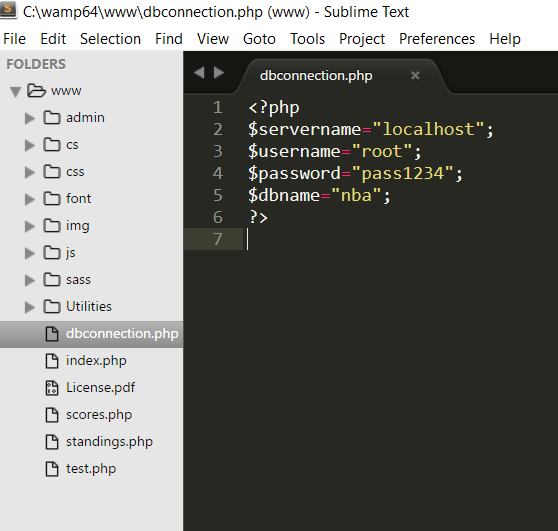 C:\wamp64\www\dbconnection.php (www) - Sublime Text
File Edit Selection Find View Goto Tools Project Preferences Help
FOLDERS
www
admin
cs
css
font
img
js
sass
Utilities
dbconnection.php
index.php
License.pdf
scores.php
standings.php
test.php
dbconnection.php ×
1 <?php
2 $servername="localhost";
3 $username="root";
4 $password="pass1234";
5 $dbname="nba";
6 ?>
7